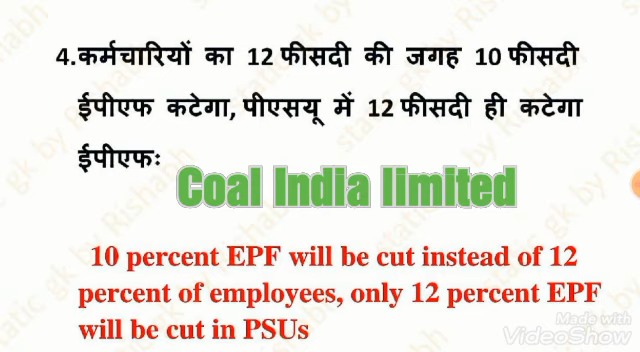 4.कर्मचारियों का 12 फीसदी की जगह 10 फीसदी
ईपीएफ कटेगा, पीएसयू में 12 फीसदी ही कटेगा
ईपीएफः
Coal India limited
10 percent EPF will be cut instead of 12
percent of employees, only 12 percent EPF
will be cut in PSUs
Made with
VideoShow